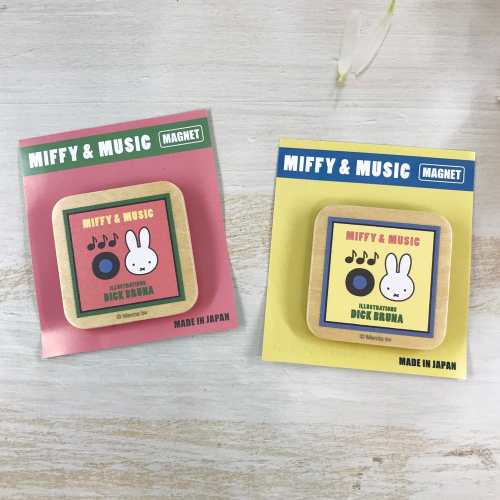 MIFFY & MUSIC MAGNET
MIFFY & MUSIC
ILLUSTRATIONS
DICK BRUNA
© Mercis bv
MADE IN JAPAN
MIFFY & MUSIC MAGNET
MIFFY & MUSIC
ILLUSTRATIONS
DICK BRUNA
© Mercis bv
MADE IN JAPAN